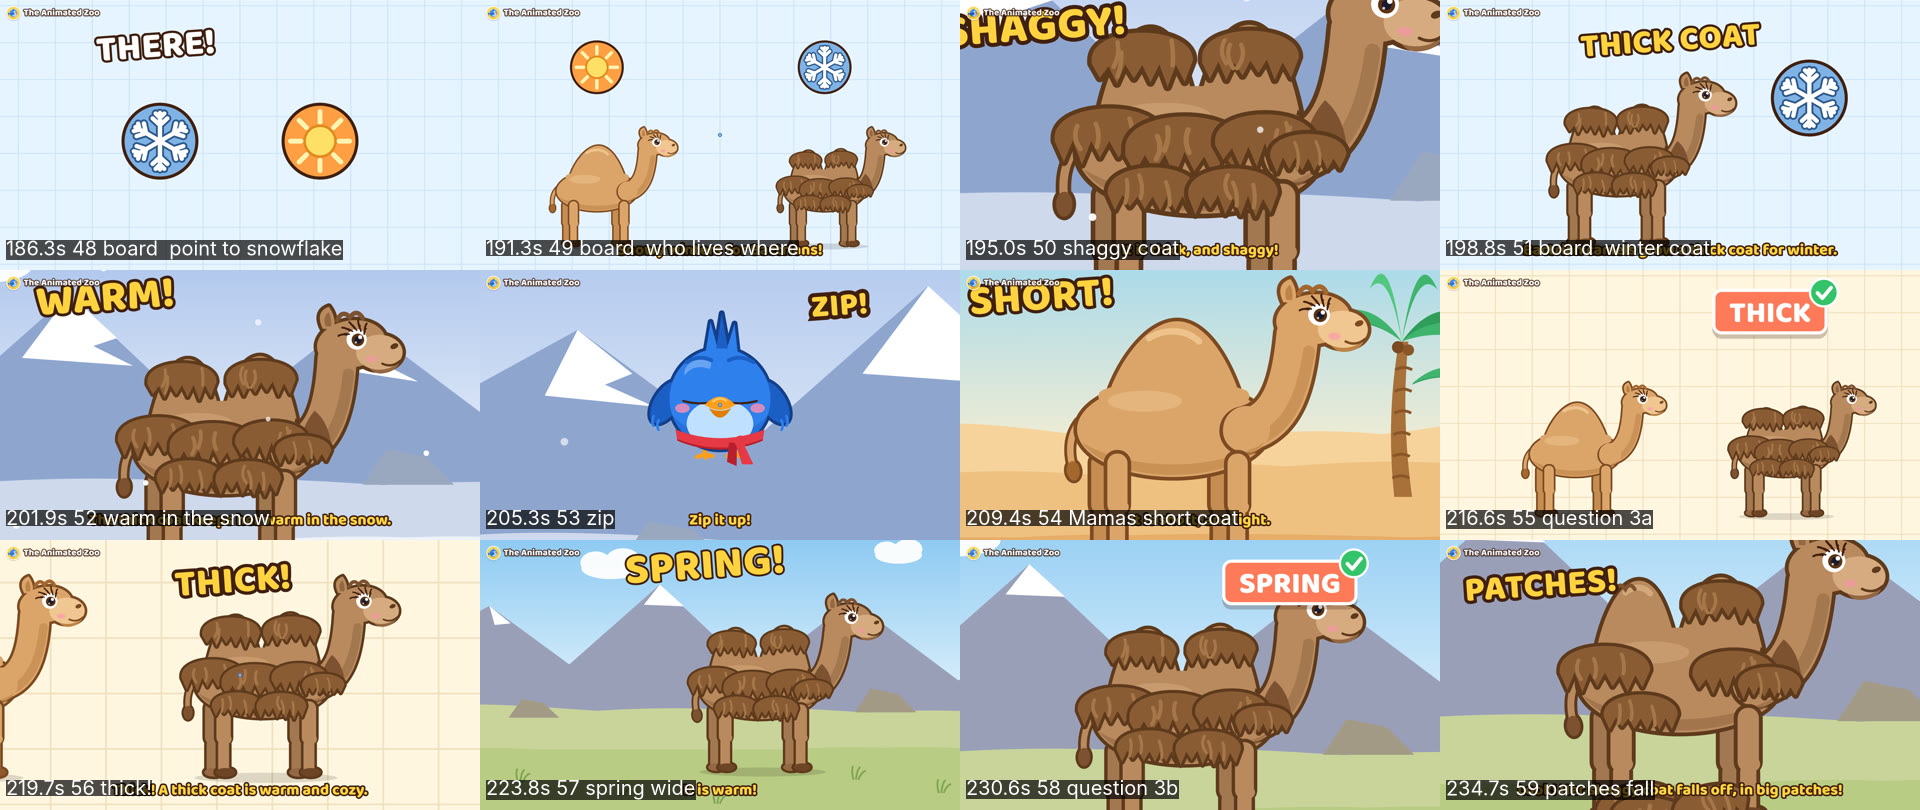 The Animated Zoo
THERE!
186.3s 48 board  point to snowflake
The Animated Zoo
191.3s 49 board  who lives where
The Animated Zoo
SHAGGY!
195.0s 50 shaggy coat
, and shaggy!
The Animated Zoo
THICK COAT
198.8s 51 board  winter coat
ck coat for winter.
The Animated Zoo
WARM!
201.9s 52 warm in the snow
warm in the snow.
The Animated Zoo
ZIP!
205.3s 53 zip
Zip it up!
The Animated Zoo
SHORT!
209.4s 54 Mamas short coat
The Animated Zoo
THICK
216.6s 55 question 3a
The Animated Zoo
THICK!
219.7s 56 thick!
! A thick coat is warm and cozy.
The Animated Zoo
SPRING!
223.8s 57 spring wide
is warm!
The Animated Zoo
SPRING
230.6s 58 question 3b
The Animated Zoo
PATCHES!
234.7s 59 patches fall
oat falls off, in big patches!